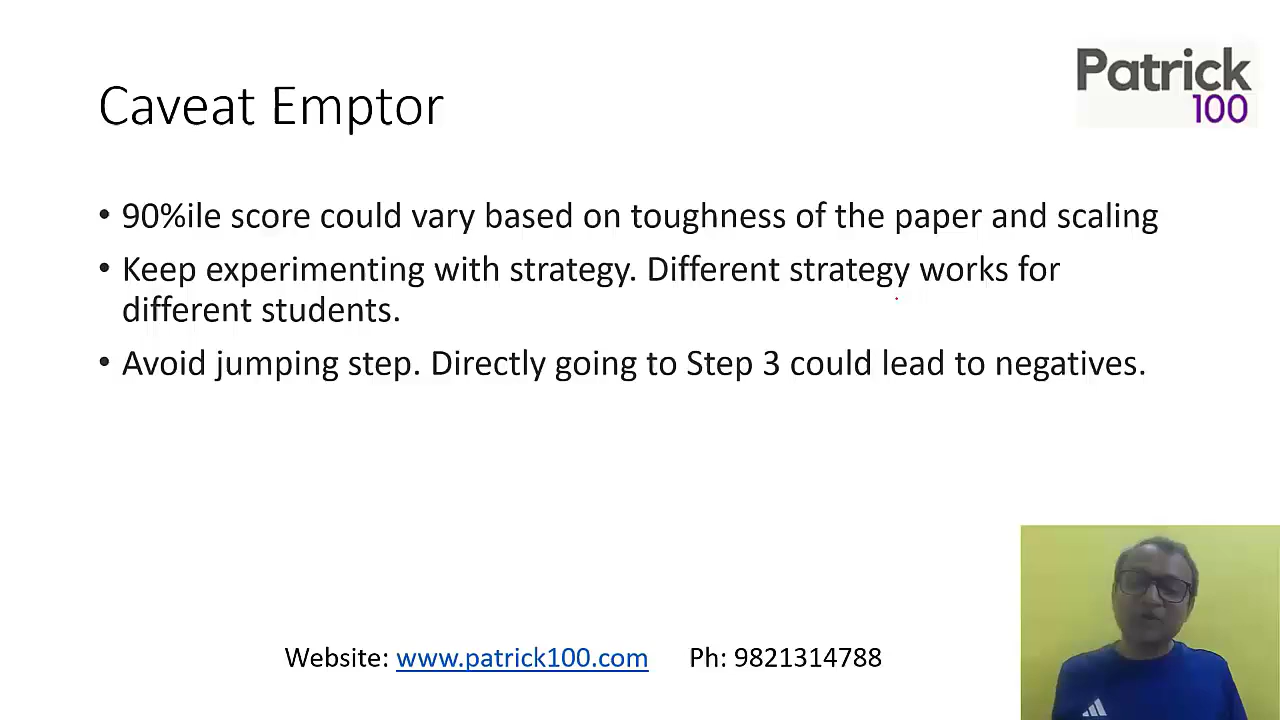 Patrick
100
Caveat Emptor
• 90%ile score could vary based on toughness of the paper and scaling
• Keep experimenting with strategy. Different strategy works for
different students.
• Avoid jumping step. Directly going to Step 3 could lead to negatives.
Website: www.patrick100.com Ph: 9821314788